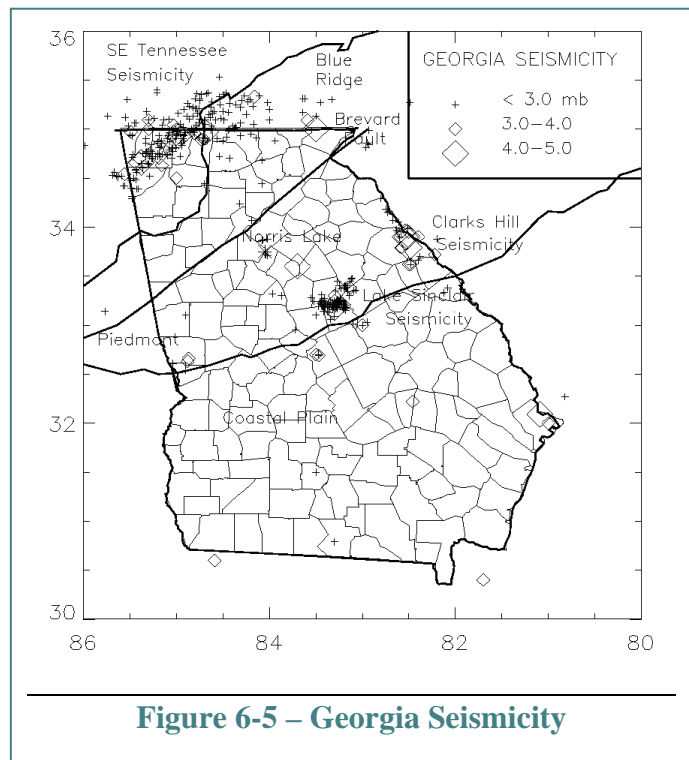 36
SE Tennessee
Seismicity
Blue
Ridge
Brevard
Fault
GEORGIA SEISMICITY
< 3.0 mb
3.0–4.0
4.0–5.0
34
Norris Lake
Clarks Hill
Seismicity
Lake Sinclair
Seismicity
Piedmont
32
Coastal Plain
30
86
84
82
80
Figure 6-5 – Georgia Seismicity